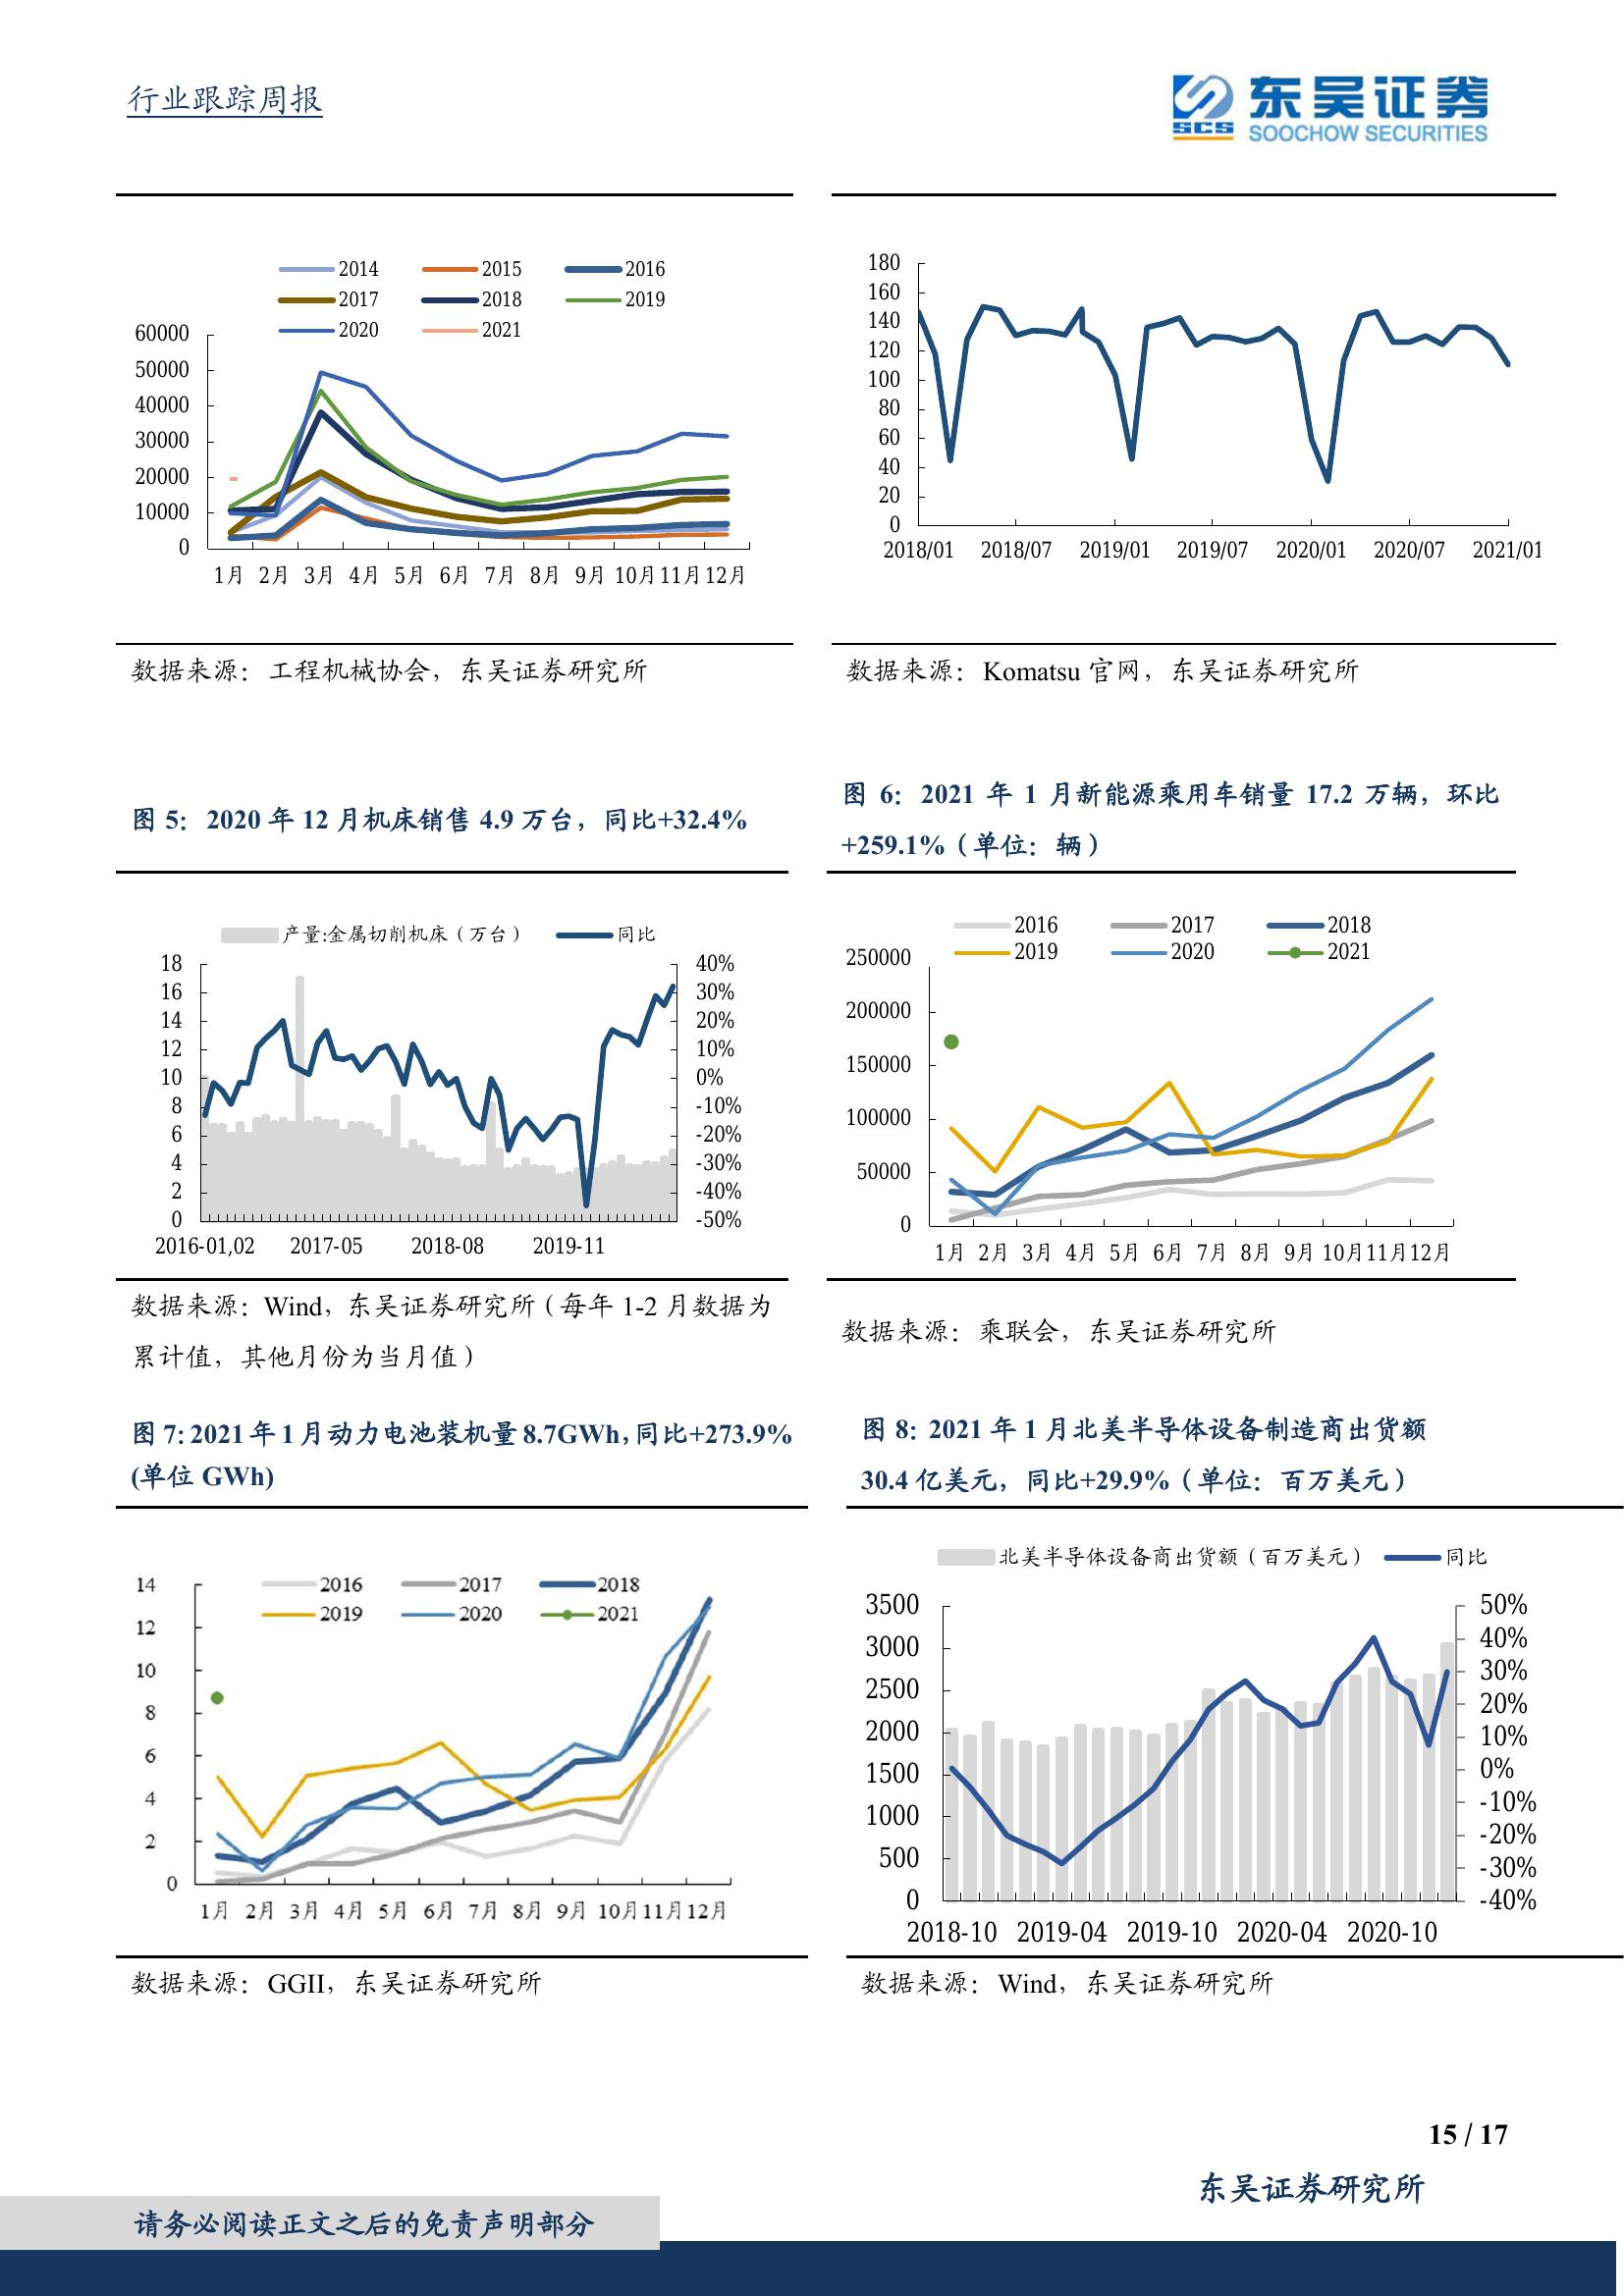 行业跟踪周报
东吴证券
SCS
SOOCHOW SECURITIES
2014 2015 2016
2017 2018 2019
2020 2021
60000
50000
40000
30000
20000
10000
0
1月 2月 3月 4月 5月 6月 7月 8月 9月 10月 11月 12月
数据来源：工程机械协会，东吴证券研究所
180
160
140
120
100
80
60
40
20
0
2018/01 2018/07 2019/01 2019/07 2020/01 2020/07 2021/01
数据来源：Komatsu 官网，东吴证券研究所
图 5：2020 年 12 月机床销售 4.9 万台，同比+32.4%
产量:金属切削机床（万台） 同比
18
16
14
12
10
8
6
4
2
0
40%
30%
20%
10%
0%
-10%
-20%
-30%
-40%
-50%
2016-01,02 2017-05 2018-08 2019-11
数据来源：Wind，东吴证券研究所（每年 1-2 月数据为
累计值，其他月份为当月值）
图 6：2021 年 1 月新能源乘用车销量 17.2 万辆，环比
+259.1%（单位：辆）
2016 2017 2018
2019 2020 2021
250000
200000
150000
100000
50000
0
1月 2月 3月 4月 5月 6月 7月 8月 9月 10月 11月 12月
数据来源：乘联会，东吴证券研究所
图 7：2021 年 1 月动力电池装机量 8.7GWh，同比+273.9%
(单位 GWh)
2016 2017 2018
2019 2020 2021
14
12
10
8
6
4
2
0
1月 2月 3月 4月 5月 6月 7月 8月 9月 10月 11月 12月
数据来源：GGII，东吴证券研究所
图 8：2021 年 1 月北美半导体设备制造商出货额
30.4 亿美元，同比+29.9%（单位：百万美元）
北美半导体设备商出货额（百万美元） 同比
3500
3000
2500
2000
1500
1000
500
0
50%
40%
30%
20%
10%
0%
-10%
-20%
-30%
-40%
2018-10 2019-04 2019-10 2020-04 2020-10
数据来源：Wind，东吴证券研究所
15 / 17
东吴证券研究所
请务必阅读正文之后的免责声明部分